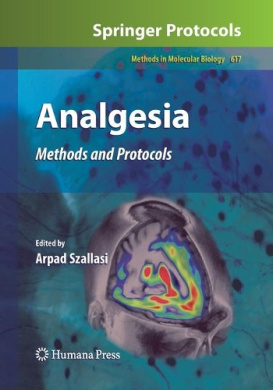 Springer Protocols
Methods in Molecular Biology 617
Analgesia
Methods and Protocols
Edited by
Arpad Szallasi
Humana Press